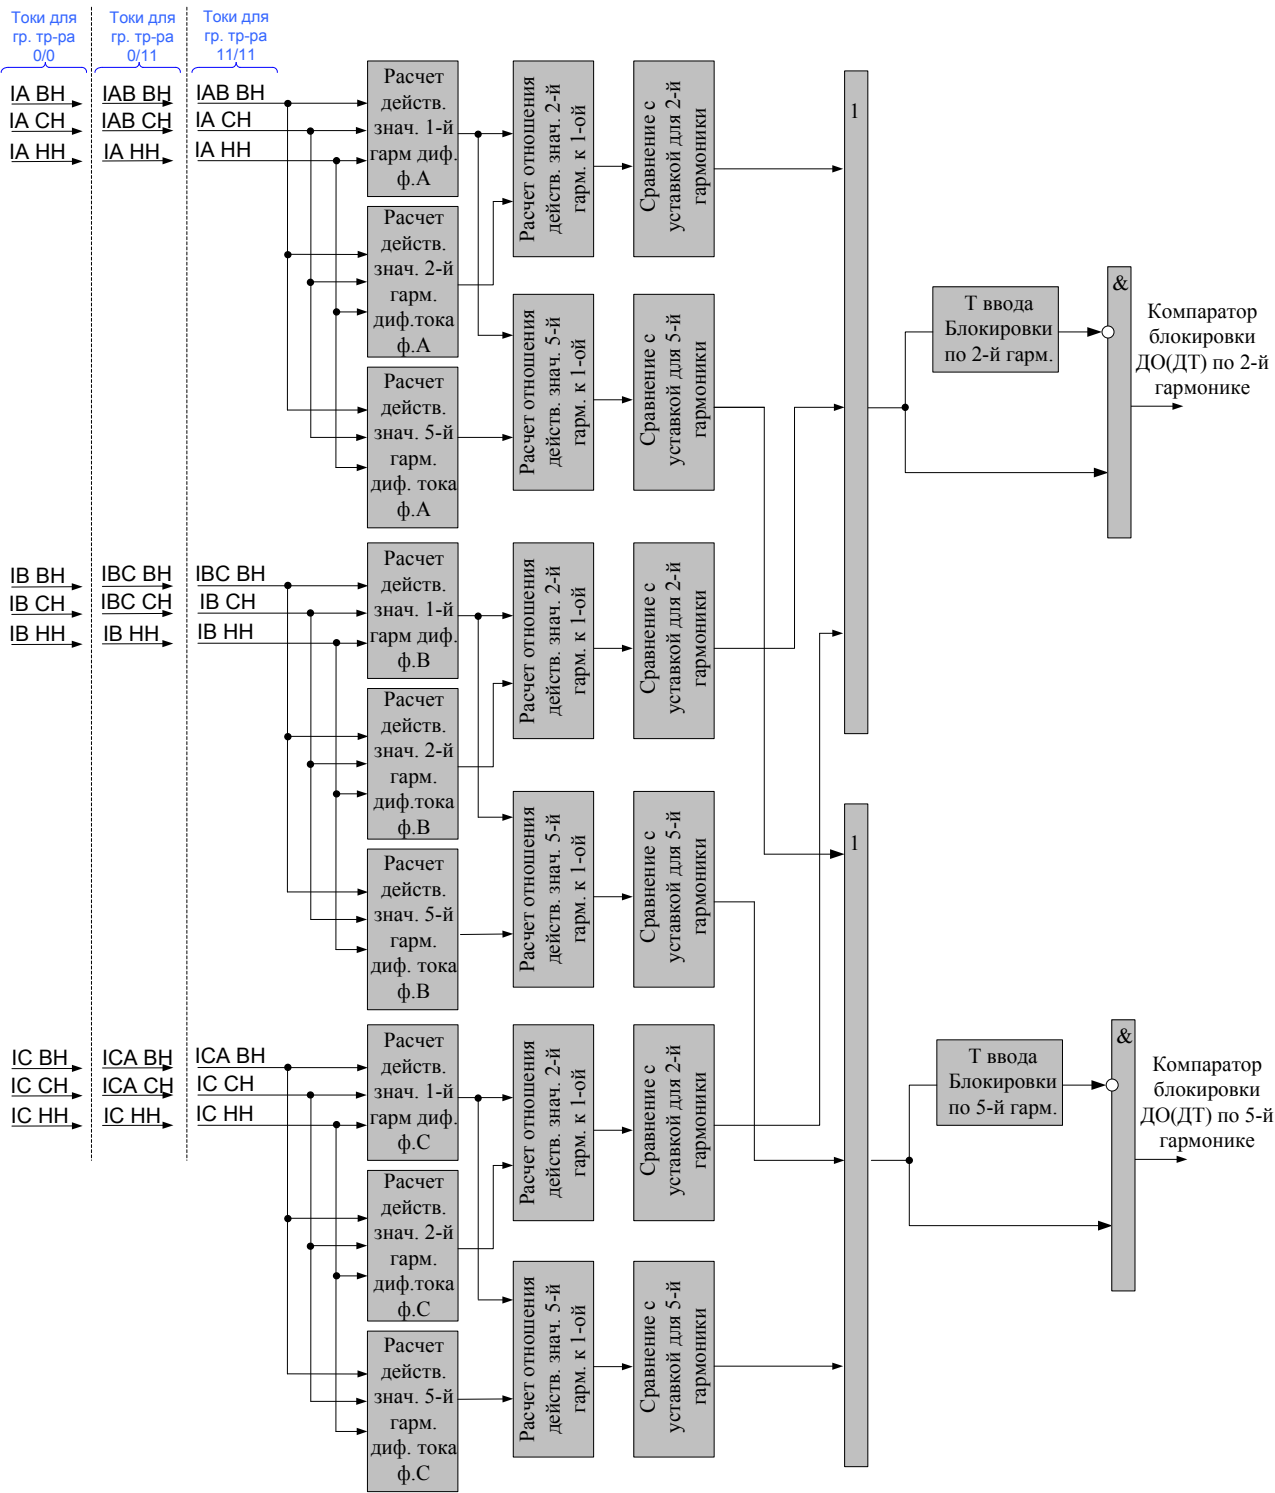 Токи для
гр. тр-ра
0/0
Токи для
гр. тр-ра
0/11
Токи для
гр. тр-ра
11/11
IA ВН
IAB ВН
IAB ВН
IA СН
IAB СН
IA СН
IA НН
IA НН
IA НН
Расчет
действ.
знач. 1-й
гарм диф.
ф.А
Расчет
действ.
знач. 2-й
гарм.
диф.тока
ф.А
Расчет
действ.
знач. 5-й
гарм.
диф. тока
ф.А
Расчет отношения
действ. знач. 2-й
гарм. к 1-ой
Сравнение с
уставкой для 2-й
гармоники
Расчет отношения
действ. знач. 5-й
гарм. к 1-ой
Сравнение с
уставкой для 5-й
гармоники
1
Т ввода
Блокировки
по 2-й гарм.
&
Компаратор
блокировки
ДО(ДТ) по 2-й
гармонике
IB ВН
IBC ВН
IBC ВН
IB СН
IBC СН
IB СН
IB НН
IB НН
IB НН
Расчет
действ.
знач. 1-й
гарм диф.
ф.В
Расчет
действ.
знач. 2-й
гарм.
диф.тока
ф.В
Расчет
действ.
знач. 5-й
гарм.
диф. тока
ф.В
Расчет отношения
действ. знач. 2-й
гарм. к 1-ой
Сравнение с
уставкой для 2-й
гармоники
Расчет отношения
действ. знач. 5-й
гарм. к 1-ой
Сравнение с
уставкой для 5-й
гармоники
1
IC ВН
ICA ВН
ICA ВН
IC СН
ICA СН
IC СН
IC НН
IC НН
IC НН
Расчет
действ.
знач. 1-й
гарм диф.
ф.С
Расчет
действ.
знач. 2-й
гарм.
диф.тока
ф.С
Расчет
действ.
знач. 5-й
гарм.
диф. тока
ф.С
Расчет отношения
действ. знач. 2-й
гарм. к 1-ой
Сравнение с
уставкой для 2-й
гармоники
Расчет отношения
действ. знач. 5-й
гарм. к 1-ой
Сравнение с
уставкой для 5-й
гармоники
Т ввода
Блокировки
по 5-й гарм.
&
Компаратор
блокировки
ДО(ДТ) по 5-й
гармонике